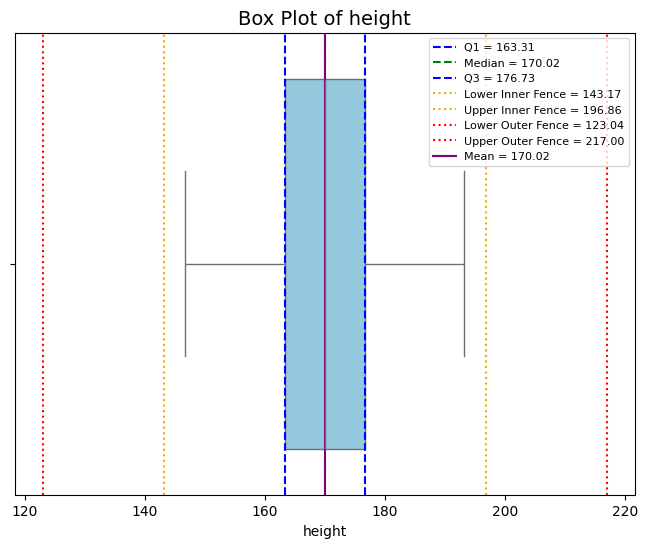 Box Plot of height
Q1 = 163.31
Median = 170.02
Q3 = 176.73
Lower Inner Fence = 143.17
Upper Inner Fence = 196.86
Lower Outer Fence = 123.04
Upper Outer Fence = 217.00
Mean = 170.02
120 140 160 180 200 220
height